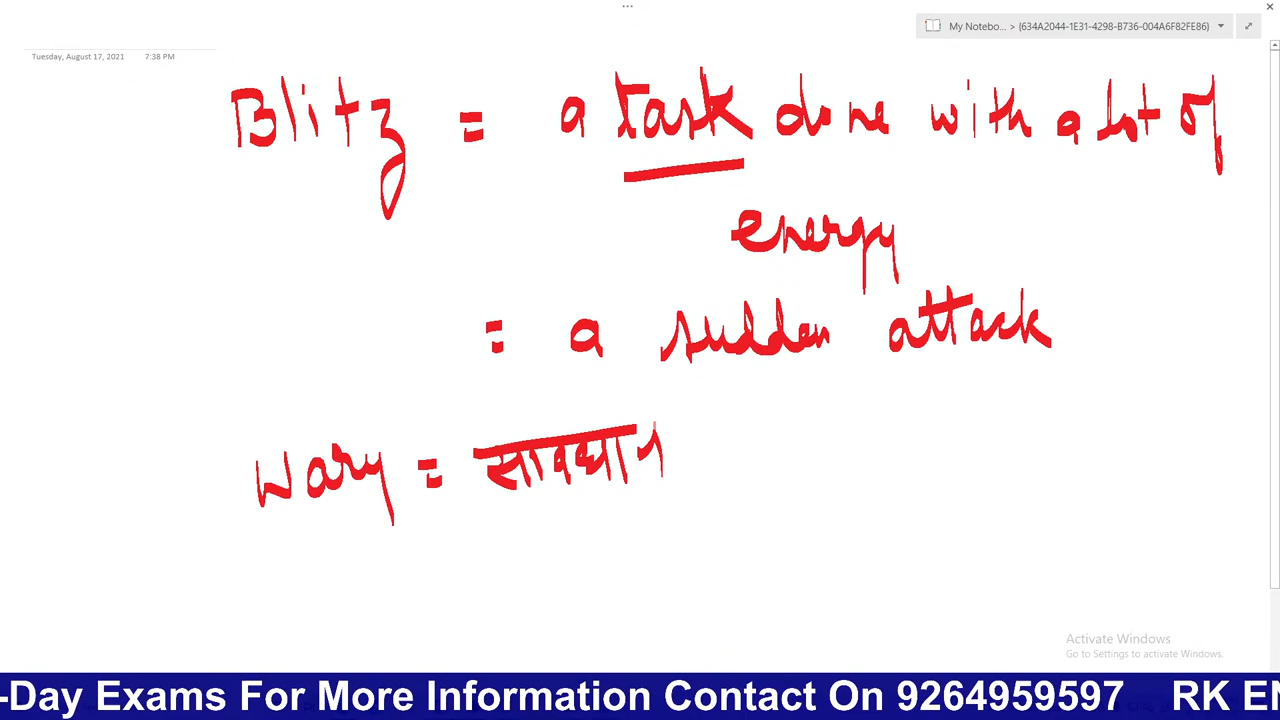 My Notebo... > (634A2044-1E31-4298-B736-004A6F82FE86)
Tuesday, August 17, 2021 7:38 PM
Blitz = a task done with a lot of
energy
= a sudden attack
Wary = सावधान
Activate Windows
Go to Settings to activate Windows.
-Day Exams For More Information Contact On 9264959597 RK EN